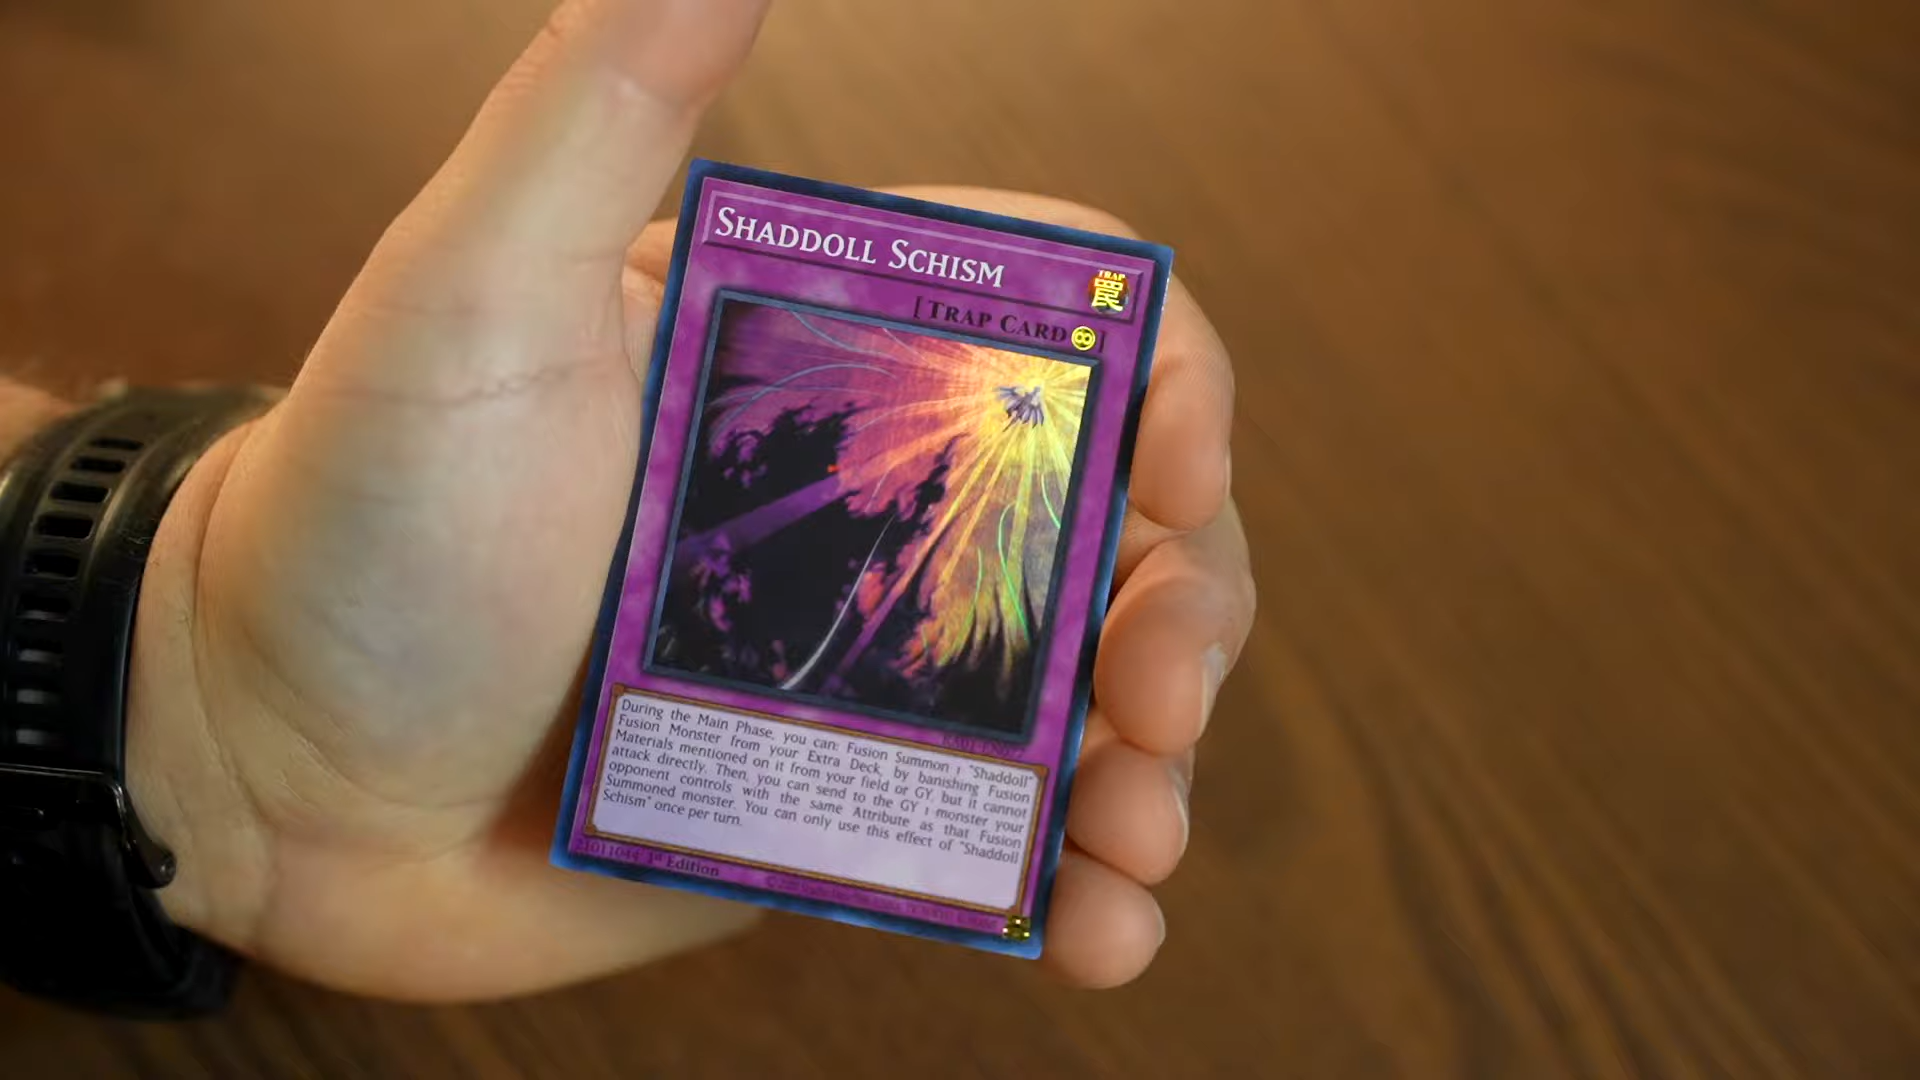 SHADDOLL SCHISM
TRAP
罠
[TRAP CARD ]
RA01-EN075
During the Main Phase, you can: Fusion Summon 1 "Shaddoll"
Fusion Monster from your Extra Deck, by banishing Fusion
Materials mentioned on it from your field or GY, but it cannot
attack directly. Then, you can send to the GY 1 monster your
opponent controls with the same Attribute as that Fusion
Summoned monster. You can only use this effect of "Shaddoll
Schism" once per turn.
21011044 1st Edition